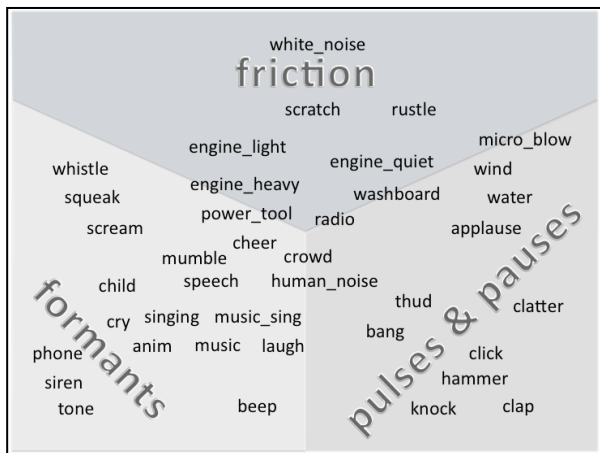 white_noise
friction
scratch rustle
engine_light micro_blow
whistle engine_quiet wind
squeak engine_heavy washboard water
scream power_tool radio applause
cheer
mumble crowd
child speech human_noise
formants
thud clatter
pulses & pauses
cry singing music_sing bang
phone anim music laugh click
siren hammer
tone beep knock clap